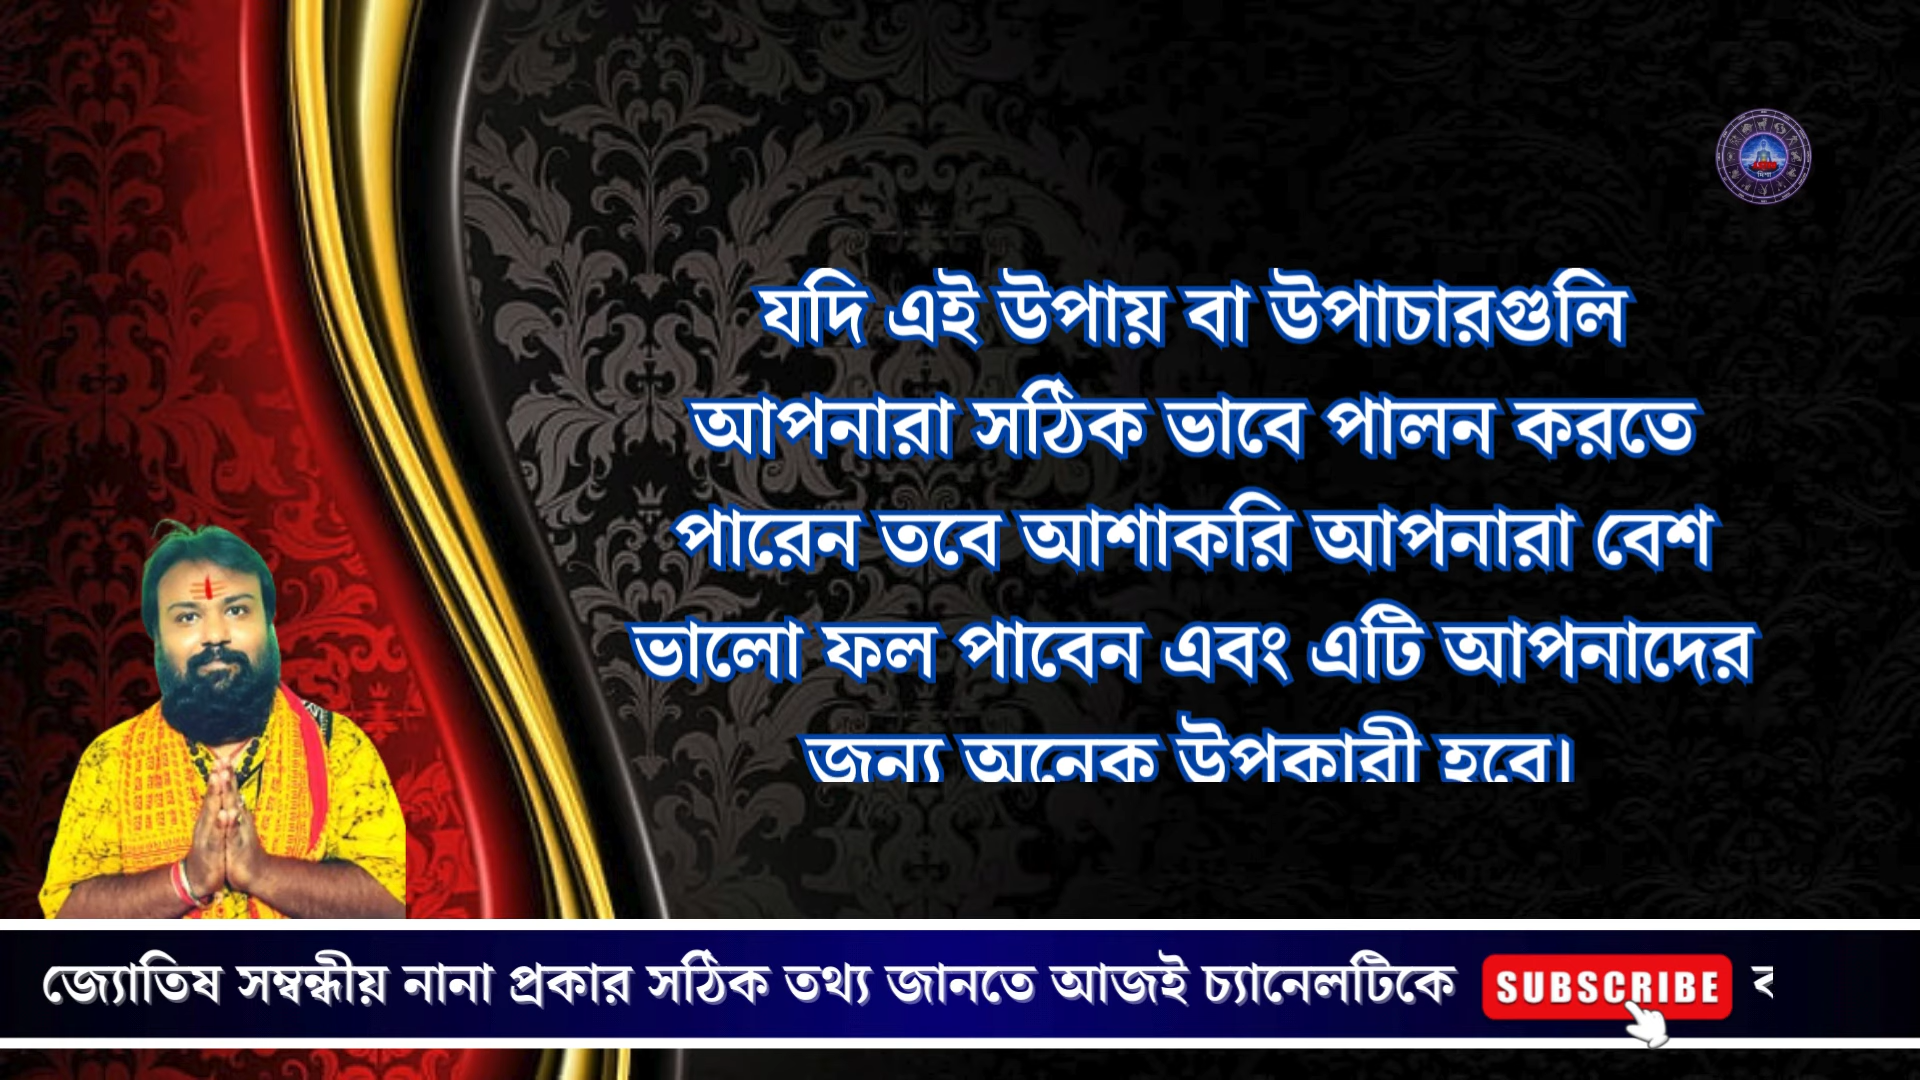 যদি এই উপায় বা উপাচারগুলি
আপনারা সঠিক ভাবে পালন করতে
পারেন তবে আশাকরি আপনারা বেশ
ভালো ফল পাবেন এবং এটি আপনাদের
জন্য অনেক উপকারী হবে।
জ্যোতিষ সম্বন্ধীয় নানা প্রকার সঠিক তথ্য জানতে আজই চ্যানেলটিকে SUBSCRIBE